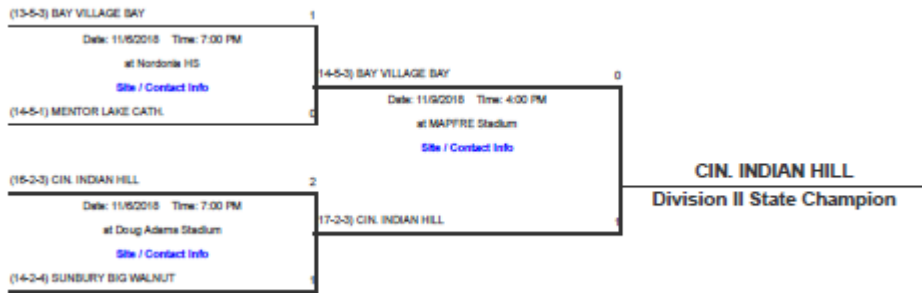 (13-5-3) BAY VILLAGE BAY 1
Date: 11/6/2018 Time: 7:00 PM
at Nordonia HS
Site / Contact Info
(14-5-1) MENTOR LAKE CATH. 0
14-5-3) BAY VILLAGE BAY 0
Date: 11/9/2018 Time: 4:00 PM
at MAPFRE Stadium
Site / Contact Info
(16-2-3) CIN. INDIAN HILL 2
Date: 11/6/2018 Time: 7:00 PM
at Doug Adams Stadium
Site / Contact Info
(14-2-4) SUNBURY BIG WALNUT 1
17-2-3) CIN. INDIAN HILL 1
CIN. INDIAN HILL
Division II State Champion